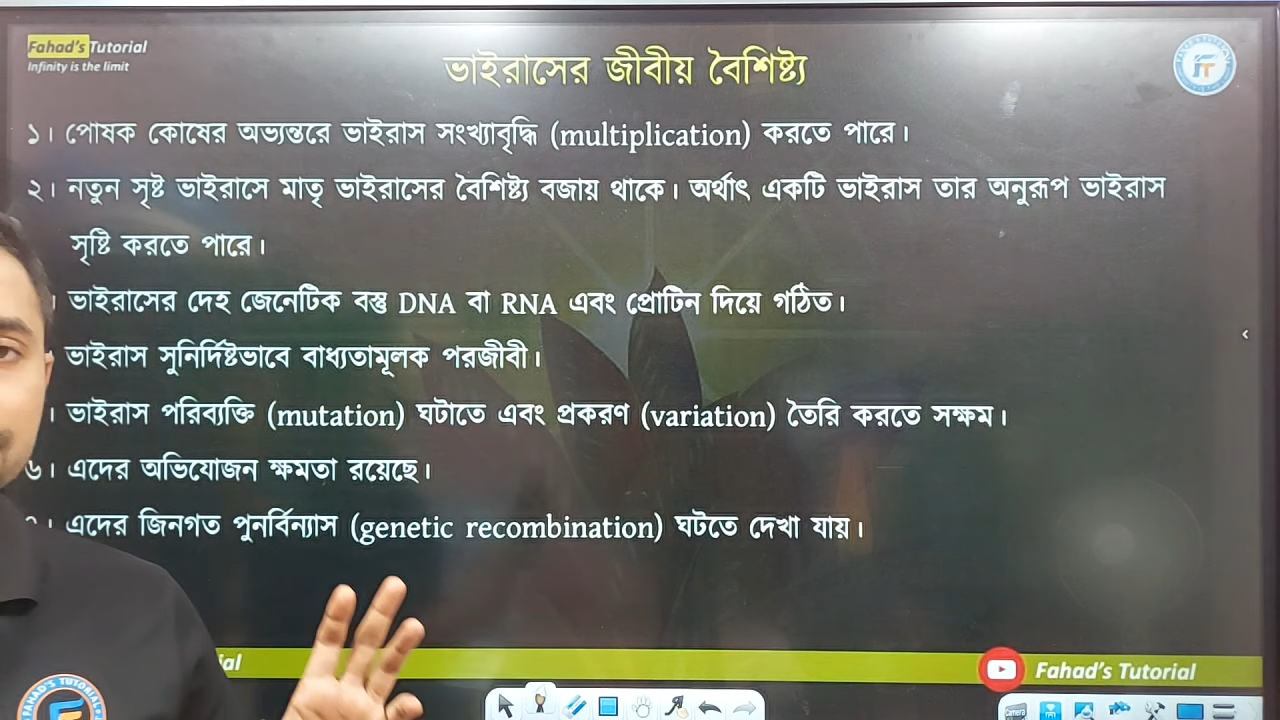 Fahad's Tutorial
Infinity is the limit
ভাইরাসের জীবীয় বৈশিষ্ট্য
১। পোষক কোষের অভ্যন্তরে ভাইরাস সংখ্যাবৃদ্ধি (multiplication) করতে পারে।
২। নতুন সৃষ্ট ভাইরাসে মাতৃ ভাইরাসের বৈশিষ্ট্য বজায় থাকে। অর্থাৎ একটি ভাইরাস তার অনুরূপ ভাইরাস
সৃষ্টি করতে পারে।
। ভাইরাসের দেহ জেনেটিক বস্তু DNA বা RNA এবং প্রোটিন দিয়ে গঠিত।
ভাইরাস সুনির্দিষ্টভাবে বাধ্যতামূলক পরজীবী।
। ভাইরাস পরিব্যক্তি (mutation) ঘটাতে এবং প্রকরণ (variation) তৈরি করতে সক্ষম।
৬। এদের অভিযোজন ক্ষমতা রয়েছে।
। এদের জিনগত পুনর্বিন্যাস (genetic recombination) ঘটতে দেখা যায়।
Fahad's Tutorial